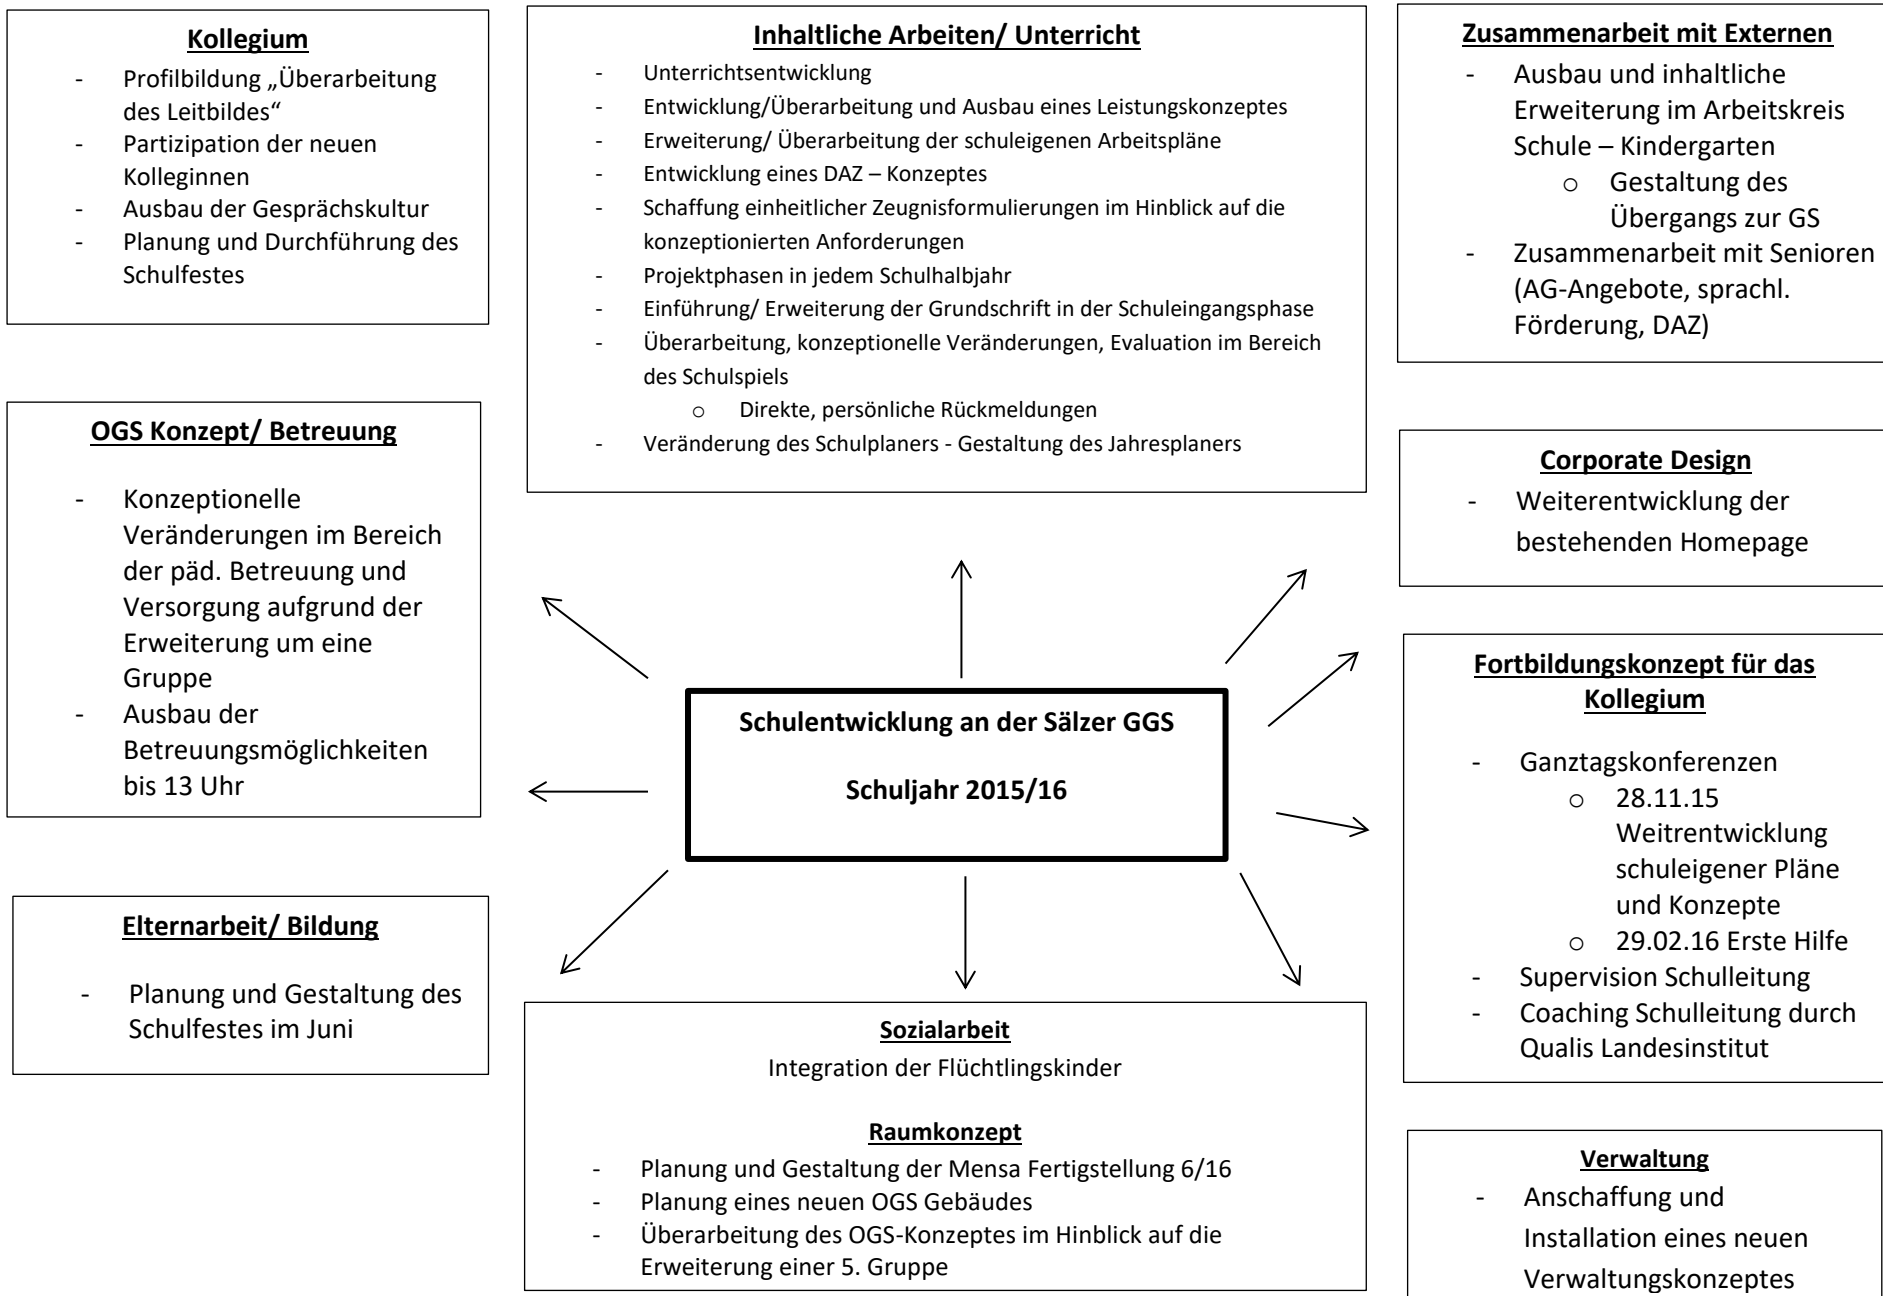 Kollegium
- Profilbildung „Überarbeitung
des Leitbildes“
- Partizipation der neuen
Kolleginnen
- Ausbau der Gesprächskultur
- Planung und Durchführung des
Schulfestes
Inhaltliche Arbeiten/ Unterricht
- Unterrichtsentwicklung
- Entwicklung/Überarbeitung und Ausbau eines Leistungskonzeptes
- Erweiterung/ Überarbeitung der schuleigenen Arbeitspläne
- Entwicklung eines DAZ – Konzeptes
- Schaffung einheitlicher Zeugnisformulierungen im Hinblick auf die
konzeptionierten Anforderungen
- Projektphasen in jedem Schulhalbjahr
- Einführung/ Erweiterung der Grundschrift in der Schuleingangsphase
- Überarbeitung, konzeptionelle Veränderungen, Evaluation im Bereich
des Schulspiels
o Direkte, persönliche Rückmeldungen
- Veränderung des Schulplaners - Gestaltung des Jahresplaners
Zusammenarbeit mit Externen
- Ausbau und inhaltliche
Erweiterung im Arbeitskreis
Schule – Kindergarten
o Gestaltung des
Übergangs zur GS
- Zusammenarbeit mit Senioren
(AG-Angebote, sprachl.
Förderung, DAZ)
OGS Konzept/ Betreuung
- Konzeptionelle
Veränderungen im Bereich
der päd. Betreuung und
Versorgung aufgrund der
Erweiterung um eine
Gruppe
- Ausbau der
Betreuungsmöglichkeiten
bis 13 Uhr
Corporate Design
- Weiterentwicklung der
bestehenden Homepage
Schulentwicklung an der Sälzer GGS
Schuljahr 2015/16
Fortbildungskonzept für das
Kollegium
- Ganztagskonferenzen
o 28.11.15
Weitrentwicklung
schuleigener Pläne
und Konzepte
o 29.02.16 Erste Hilfe
- Supervision Schulleitung
- Coaching Schulleitung durch
Qualis Landesinstitut
Elternarbeit/ Bildung
- Planung und Gestaltung des
Schulfestes im Juni
Sozialarbeit
Integration der Flüchtlingskinder
Raumkonzept
- Planung und Gestaltung der Mensa Fertigstellung 6/16
- Planung eines neuen OGS Gebäudes
- Überarbeitung des OGS-Konzeptes im Hinblick auf die
Erweiterung einer 5. Gruppe
Verwaltung
- Anschaffung und
Installation eines neuen
Verwaltungskonzeptes